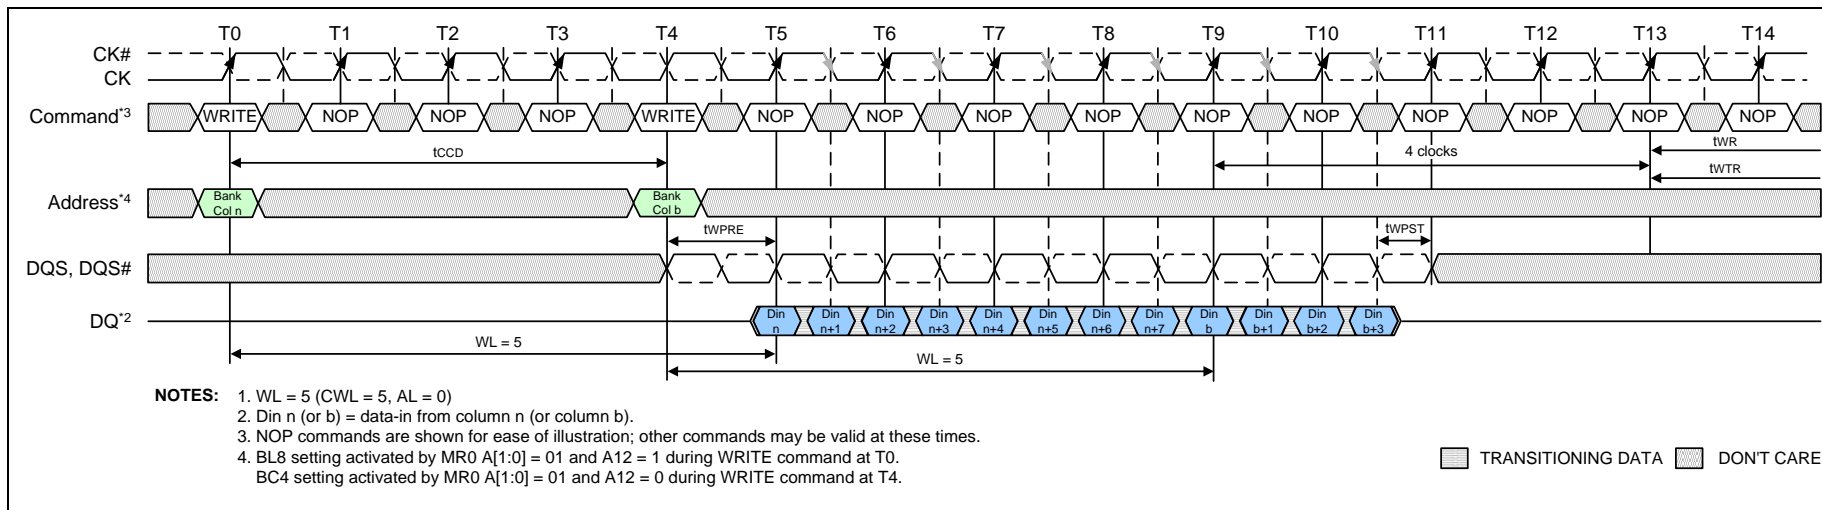 T0 T1 T2 T3 T4 T5 T6 T7 T8 T9 T10 T11 T12 T13 T14
CK#
CK
Command*3 WRITE NOP NOP NOP WRITE NOP NOP NOP NOP NOP NOP NOP NOP NOP NOP
tCCD 4 clocks tWR
tWTR
Address*4 Bank Col n Bank Col b
tWPRE tWPST
DQS, DQS#
DQ*2 Din n Din n+1 Din n+2 Din n+3 Din n+4 Din n+5 Din n+6 Din n+7 Din b Din b+1 Din b+2 Din b+3
WL = 5 WL = 5
NOTES: 1. WL = 5 (CWL = 5, AL = 0)
2. Din n (or b) = data-in from column n (or column b).
3. NOP commands are shown for ease of illustration; other commands may be valid at these times.
4. BL8 setting activated by MR0 A[1:0] = 01 and A12 = 1 during WRITE command at T0.
BC4 setting activated by MR0 A[1:0] = 01 and A12 = 0 during WRITE command at T4.
TRANSITIONING DATA DON'T CARE